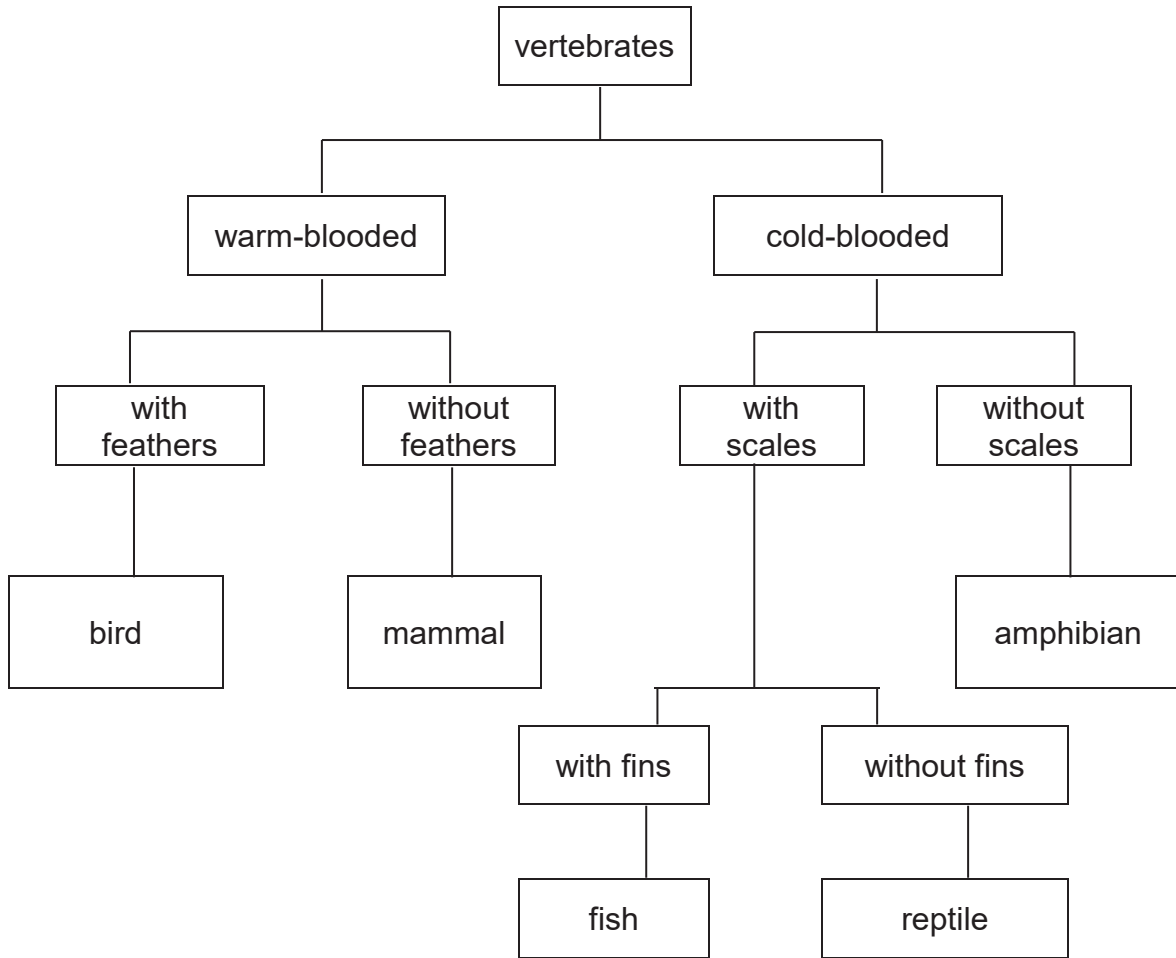 vertebrates
warm-blooded
cold-blooded
with
feathers
without
feathers
with
scales
without
scales
bird
mammal
amphibian
with fins
without fins
fish
reptile